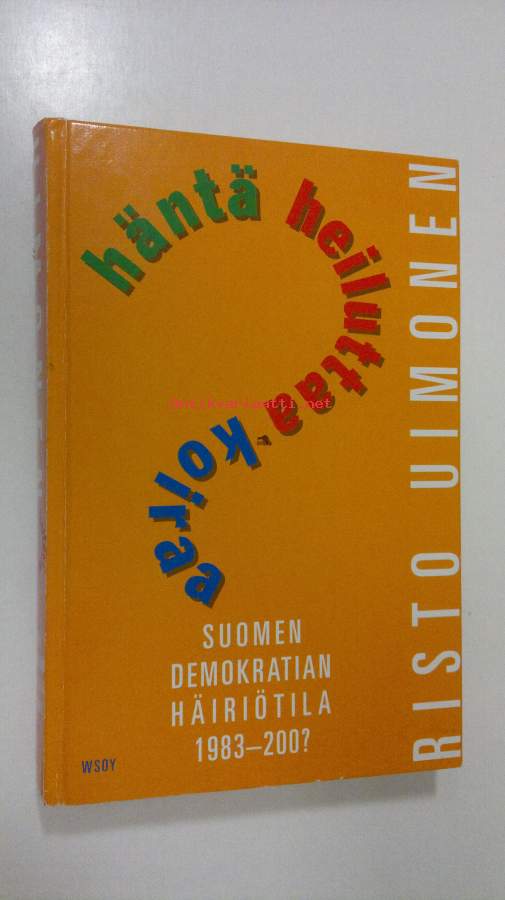 häntä heiluttaa koiraa
RISTO UIMONEN
SUOMEN
DEMOKRATIAN
HÄIRIÖTILA
1983–200?
WSOY
antikvariaatti.net